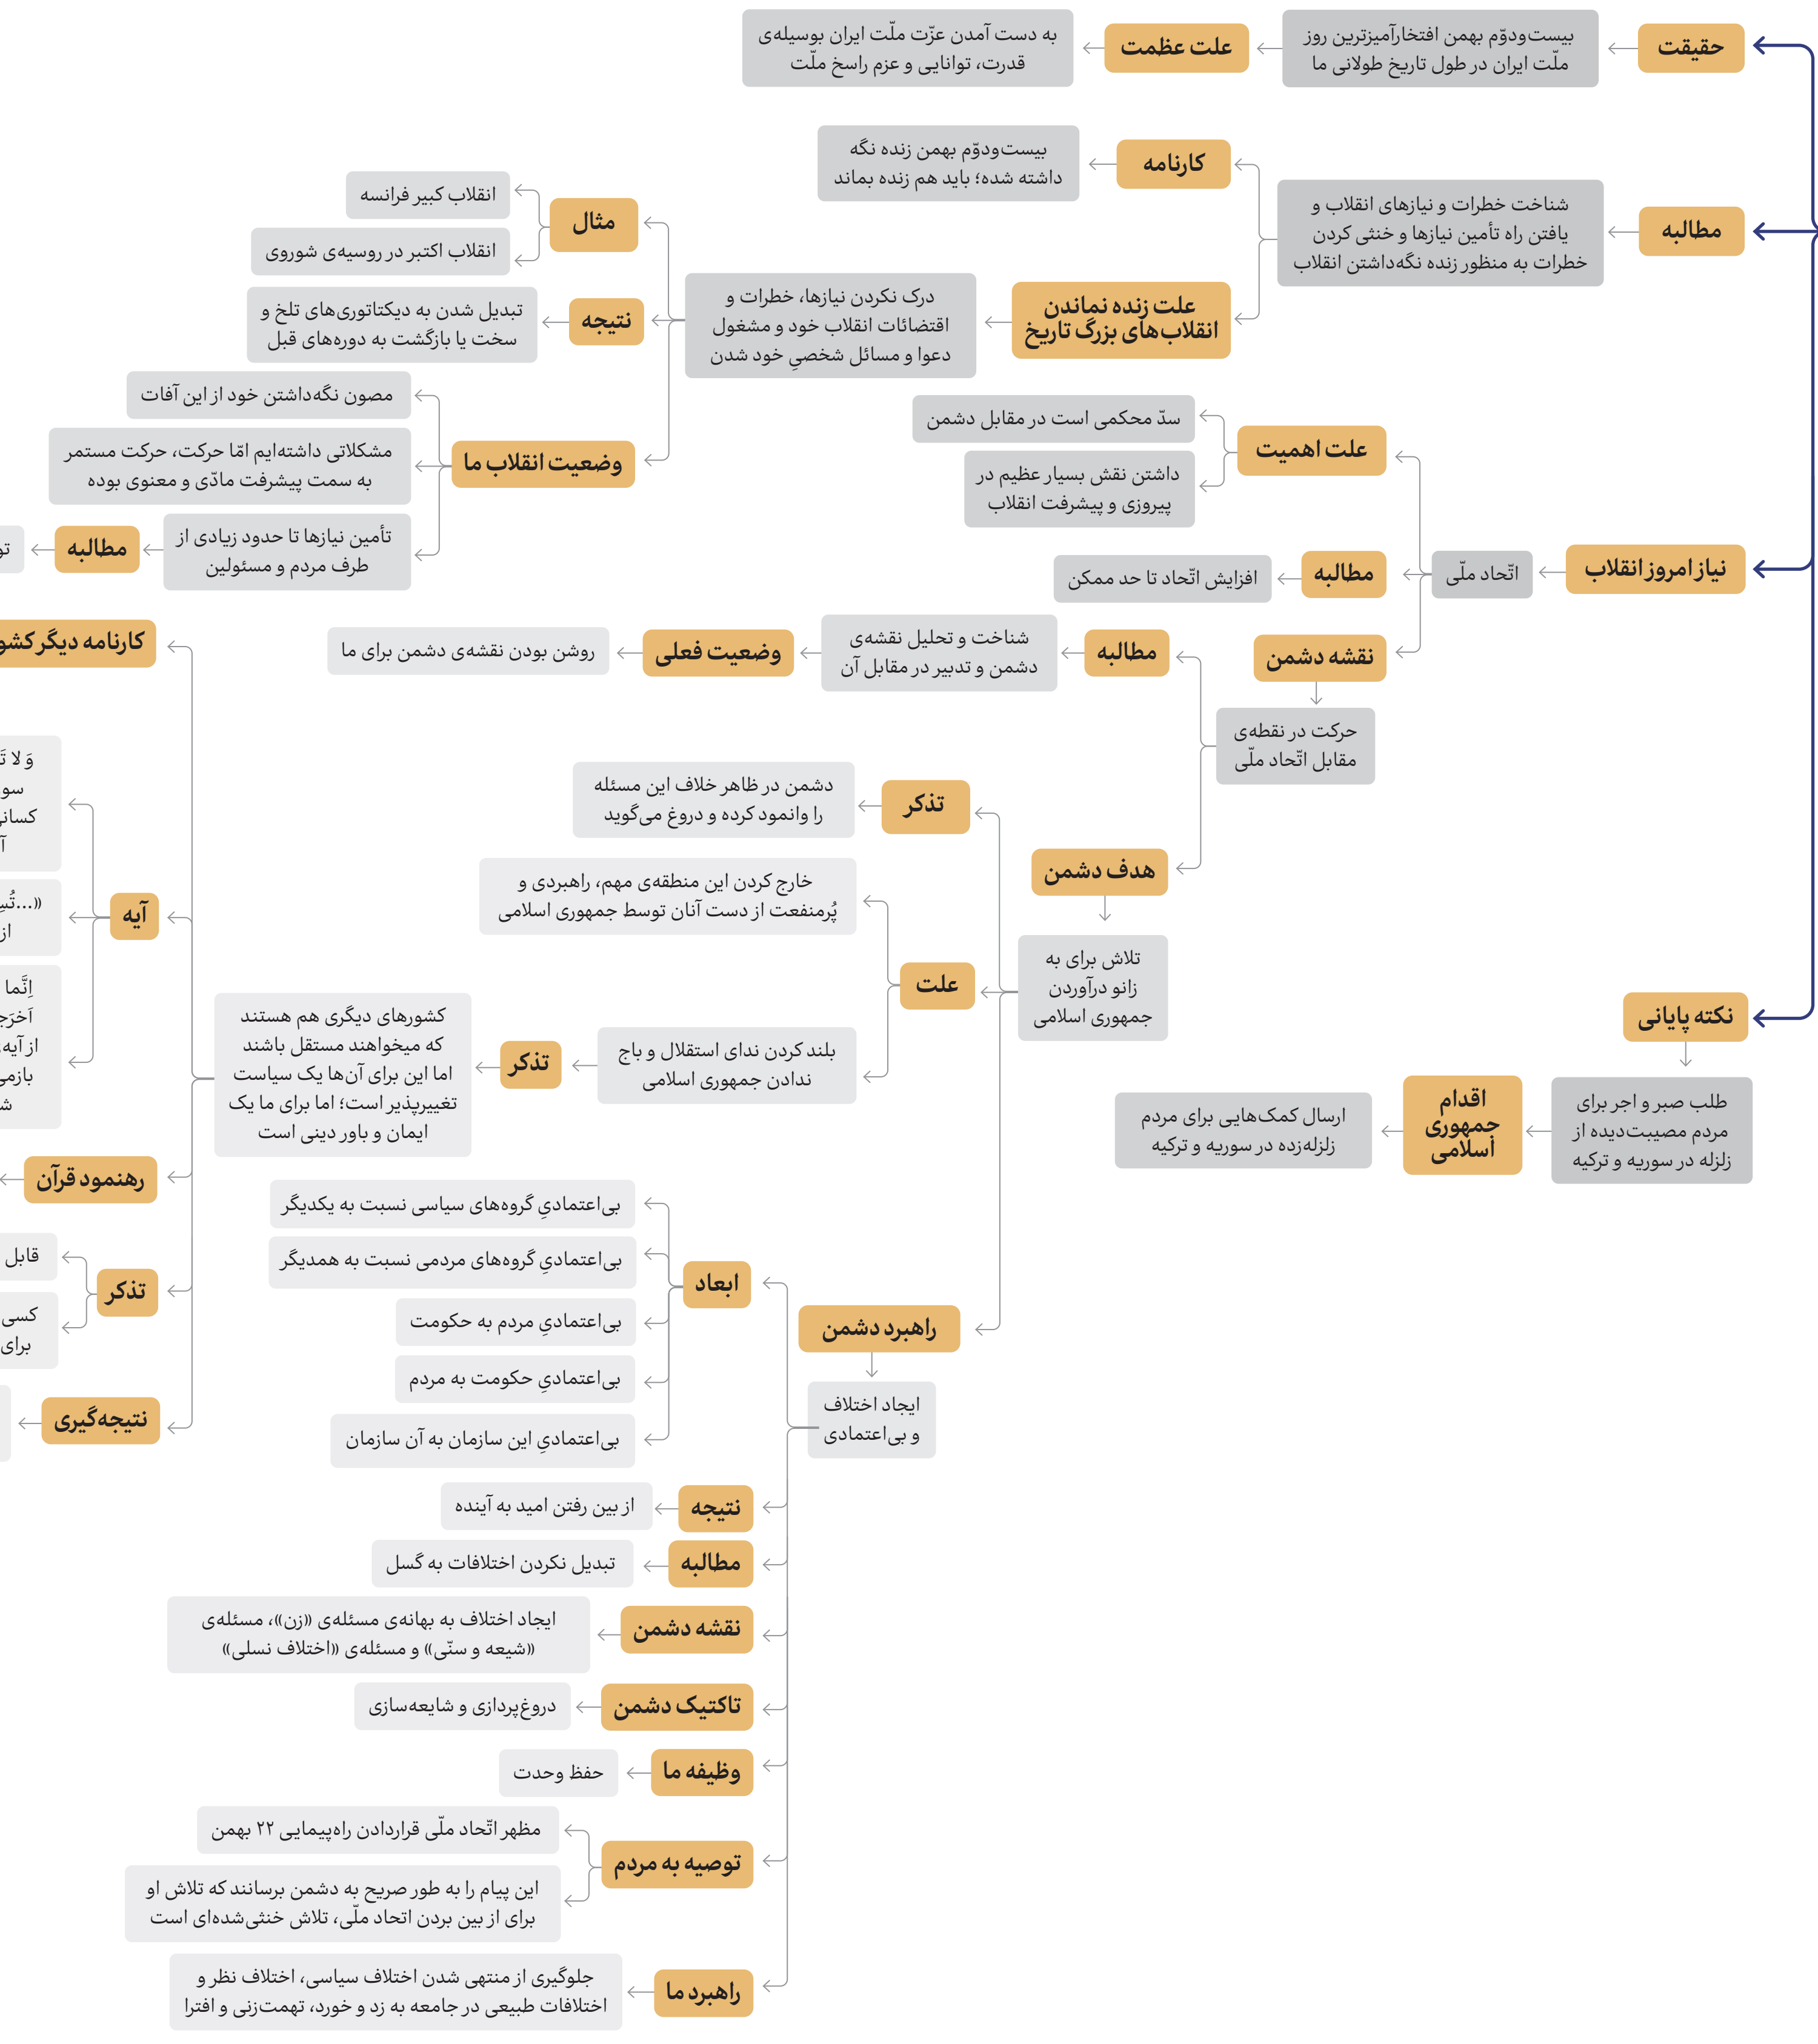 حقیقت
بیست‌ودوّم بهمن افتخارآمیزترین روز
ملّت ایران در طول تاریخ طولانی ما
علت عظمت
به دست آمدن عزّت ملّت ایران بوسیله‌ی
قدرت، توانایی و عزم راسخ ملّت
مطالبه
شناخت خطرات و نیازهای انقلاب و
یافتن راه تأمین نیازها و خنثی کردن
خطرات به منظور زنده نگه‌داشتن انقلاب
کارنامه
بیست‌ودوّم بهمن زنده نگه
داشته شده؛ باید هم زنده بماند
علت زنده نماندن
انقلاب‌های بزرگ تاریخ
درک نکردن نیازها، خطرات و
اقتضائات انقلاب خود و مشغول
دعوا و مسائل شخصیِ خود شدن
مثال
انقلاب کبیر فرانسه
انقلاب اکتبر در روسیه‌ی شوروی
نتیجه
تبدیل شدن به دیکتاتوری‌های تلخ و
سخت یا بازگشت به دوره‌های قبل
وضعیت انقلاب ما
مصون نگه‌داشتن خود از این آفات
مشکلاتی داشته‌ایم امّا حرکت، حرکت مستمر
به سمت پیشرفت مادّی و معنوی بوده
تأمین نیازها تا حدود زیادی از
طرف مردم و مسئولین
مطالبه
نیاز امروز انقلاب
اتّحاد ملّی
علت اهمیت
سدّ محکمی است در مقابل دشمن
داشتن نقش بسیار عظیم در
پیروزی و پیشرفت انقلاب
مطالبه
افزایش اتّحاد تا حد ممکن
نقشه دشمن
حرکت در نقطه‌ی
مقابل اتّحاد ملّی
مطالبه
شناخت و تحلیل نقشه‌ی
دشمن و تدبیر در مقابل آن
وضعیت فعلی
روشن بودن نقشه‌ی دشمن برای ما
هدف دشمن
تلاش برای به
زانو درآوردن
جمهوری اسلامی
تذکر
دشمن در ظاهر خلاف این مسئله
را وانمود کرده و دروغ می‌گوید
علت
خارج کردن این منطقه‌ی مهم، راهبردی و
پُرمنفعت از دست آنان توسط جمهوری اسلامی
بلند کردن ندای استقلال و باج
ندادن جمهوری اسلامی
تذکر
کشورهای دیگری هم هستند
که میخواهند مستقل باشند
اما این برای آن‌ها یک سیاست
تغییرپذیر است؛ اما برای ما یک
ایمان و باور دینی است
کارنامه دیگر
آیه
وَ لا
از
اِنَّما
از آیه
رهنمود قرآن
تذکر
قابل
کسی
برای
نتیجه‌گیری
راهبرد دشمن
ایجاد اختلاف
و بی‌اعتمادی
ابعاد
بی‌اعتمادیِ گروه‌های سیاسی نسبت به یکدیگر
بی‌اعتمادیِ گروه‌های مردمی نسبت به همدیگر
بی‌اعتمادیِ مردم به حکومت
بی‌اعتمادیِ حکومت به مردم
بی‌اعتمادیِ این سازمان به آن سازمان
نتیجه
از بین رفتن امید به آینده
مطالبه
تبدیل نکردن اختلافات به گسل
نقشه دشمن
ایجاد اختلاف به بهانه‌ی مسئله‌ی «زن»، مسئله‌ی
«شیعه و سنّی» و مسئله‌ی «اختلاف نسلی»
تاکتیک دشمن
دروغ‌پردازی و شایعه‌سازی
وظیفه ما
حفظ وحدت
توصیه به مردم
مظهر اتّحاد ملّی قراردادن راه‌پیمایی ۲۲ بهمن
این پیام را به طور صریح به دشمن برسانند که تلاش او
برای از بین بردن اتحاد ملّی، تلاش خنثی‌شده‌ای است
راهبرد ما
جلوگیری از منتهی شدن اختلاف سیاسی، اختلاف نظر و
اختلافات طبیعی در جامعه به زد و خورد، تهمت‌زنی و افترا
نکته پایانی
طلب صبر و اجر برای
مردم مصیبت‌دیده از
زلزله در سوریه و ترکیه
اقدام
جمهوری
اسلامی
ارسال کمک‌هایی برای مردم
زلزله‌زده در سوریه و ترکیه